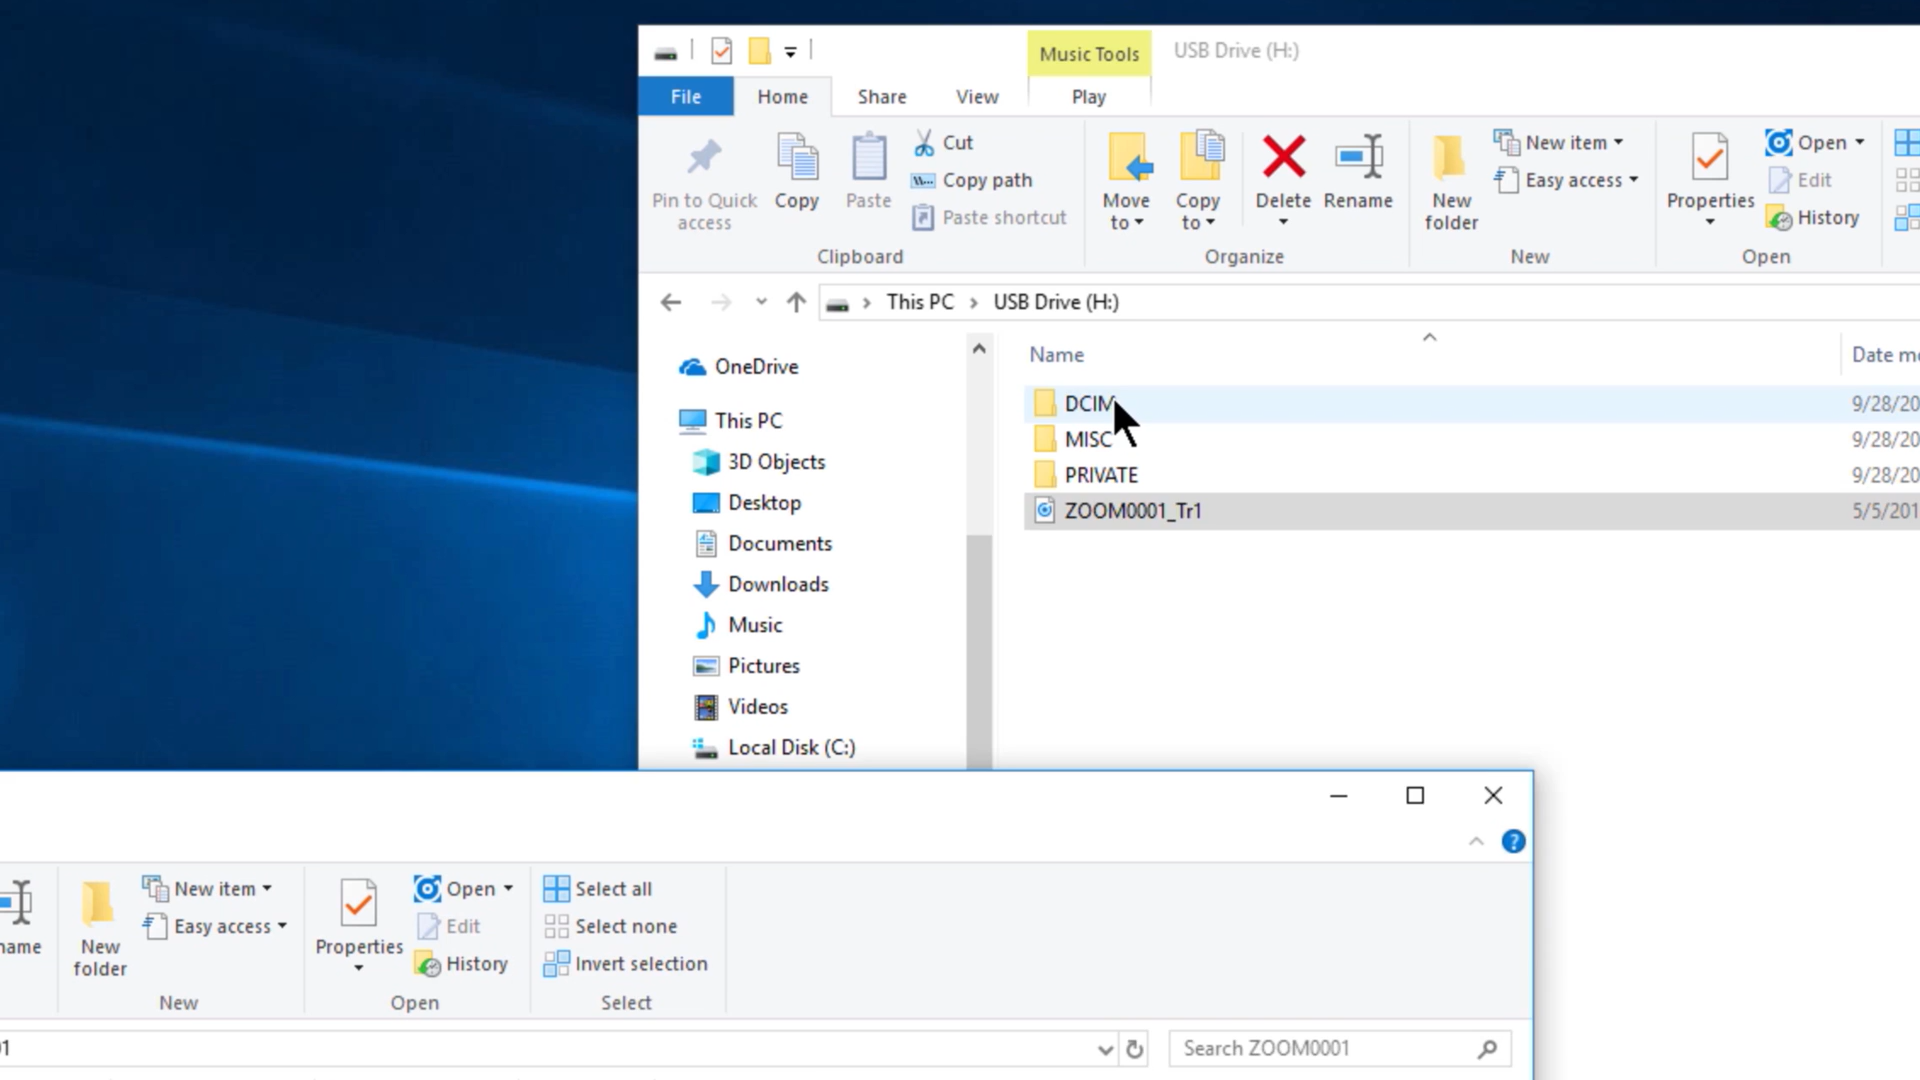 Music Tools
USB Drive (H:)
File
Home
Share
View
Play
Pin to Quick access
Copy
Paste
Cut
Copy path
Paste shortcut
Clipboard
Move to
Copy to
Delete
Rename
Organize
New folder
New item
Easy access
New
Properties
Open
Edit
History
Open
This PC
USB Drive (H:)
Name
OneDrive
This PC
3D Objects
Desktop
Documents
Downloads
Music
Pictures
Videos
Local Disk (C:)
DCIM
9/28/20
MISC
9/28/20
PRIVATE
9/28/20
ZOOM0001_Tr1
5/5/201
Date mo
name
New folder
New item
Easy access
New
Properties
Open
Edit
History
Open
Select all
Select none
Invert selection
Select
01
Search ZOOM0001